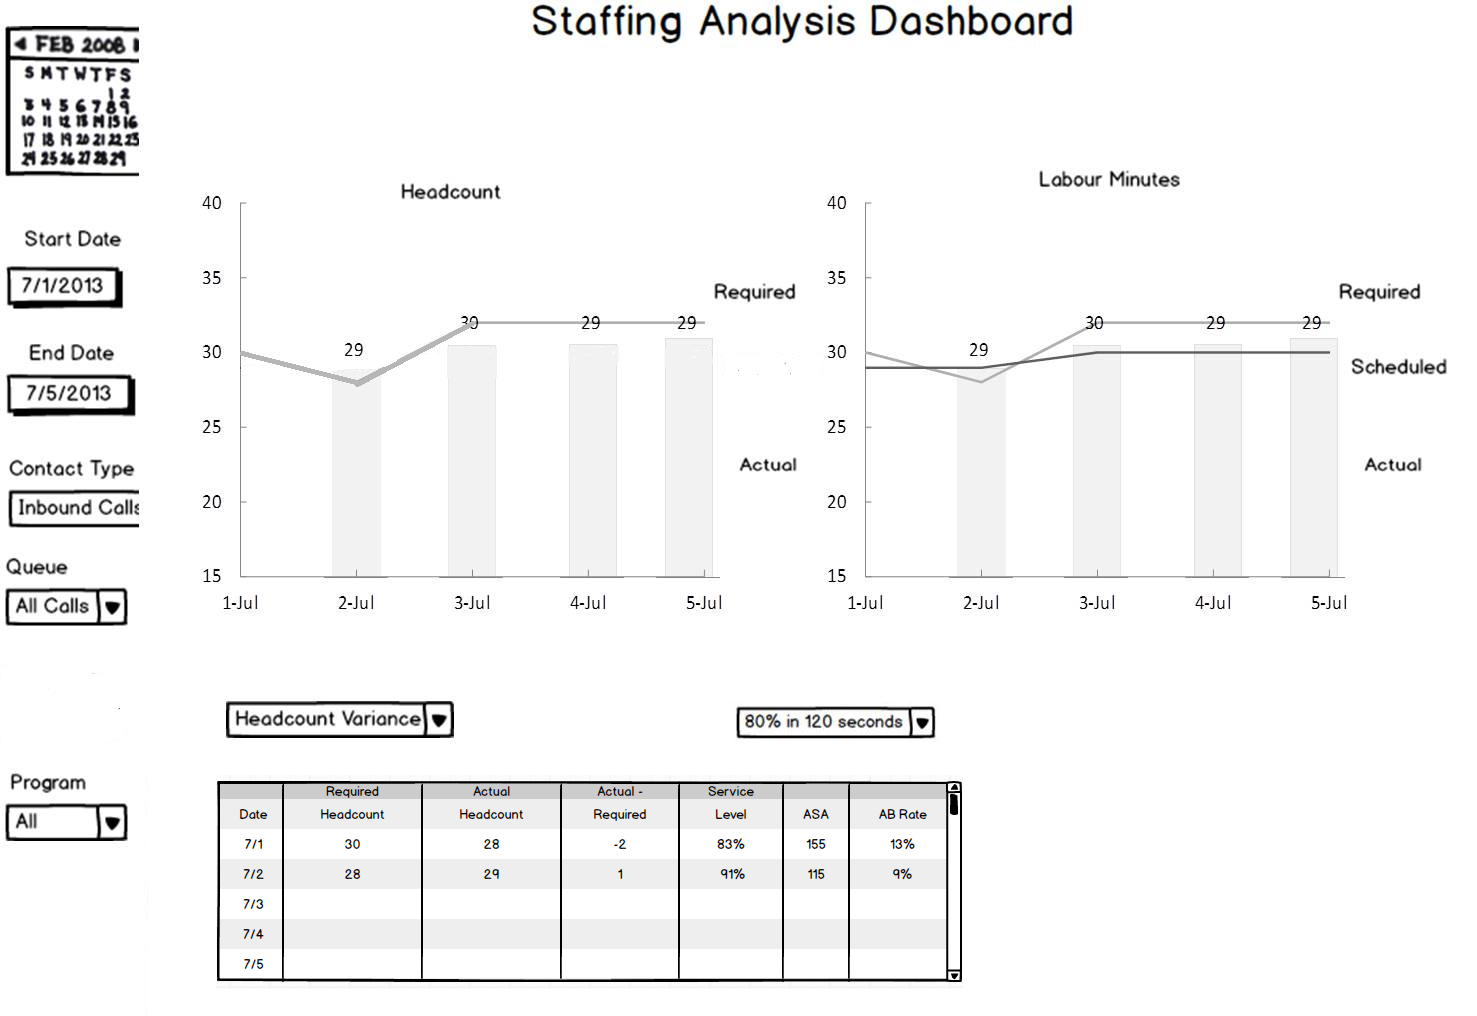 Staffing Analysis Dashboard
FEB 2008
S M T W T F S
1 2
3 4 5 6 7 8 9
10 11 12 13 14 15 16
17 18 19 20 21 22 23
24 25 26 27 28 29
Start Date
7/1/2013
End Date
7/5/2013
Contact Type
Inbound Calls
Queue
All Calls
Program
All
Headcount
40
35
30
25
20
15
29
30
29
29
Required
Actual
1-Jul 2-Jul 3-Jul 4-Jul 5-Jul
Labour Minutes
40
35
30
25
20
15
29
30
29
29
Required
Scheduled
Actual
1-Jul 2-Jul 3-Jul 4-Jul 5-Jul
Headcount Variance
80% in 120 seconds
Required Actual Actual - Service
Date Headcount Headcount Required Level ASA AB Rate
7/1 30 28 -2 83% 155 13%
7/2 28 29 1 91% 115 9%
7/3
7/4
7/5